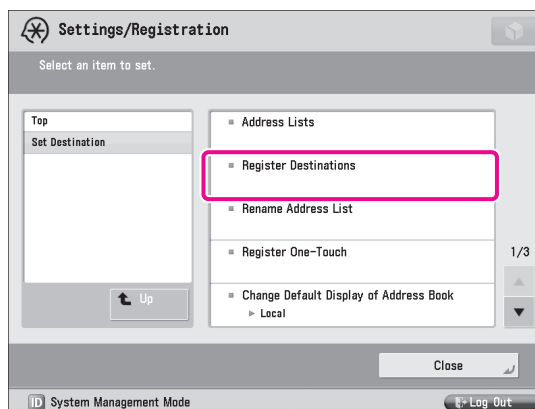 Settings/Registration
Select an item to set.
Top
Set Destination
Up
Address Lists
Register Destinations
Rename Address List
Register One-Touch
Change Default Display of Address Book
Local
1/3
Close
ID System Management Mode
Log Out